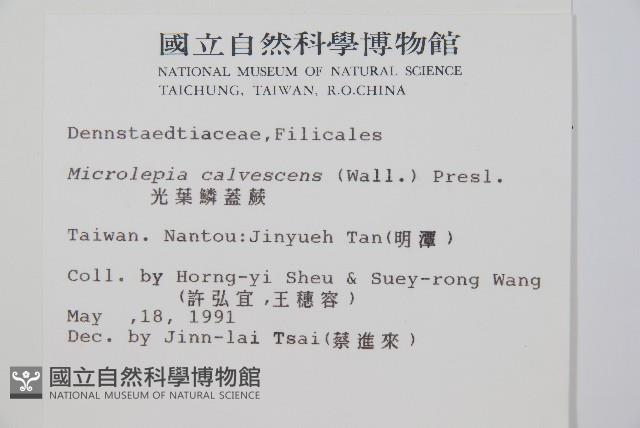 國立自然科學博物館
NATIONAL MUSEUM OF NATURAL SCIENCE
TAICHUNG, TAIWAN, R.O.CHINA
Dennstaedtiaceae,Filicales
Microlepia calvescens (Wall.) Presl.
光葉鱗蓋蕨
Taiwan. Nantou:Jinyueh Tan(明潭)
Coll. by Horng-yi Sheu & Suey-rong Wang
(許弘宜,王穗容)
May ,18, 1991
Dec. by Jinn-lai Tsai(蔡進來)
國立自然科學博物館
NATIONAL MUSEUM OF NATURAL SCIENCE